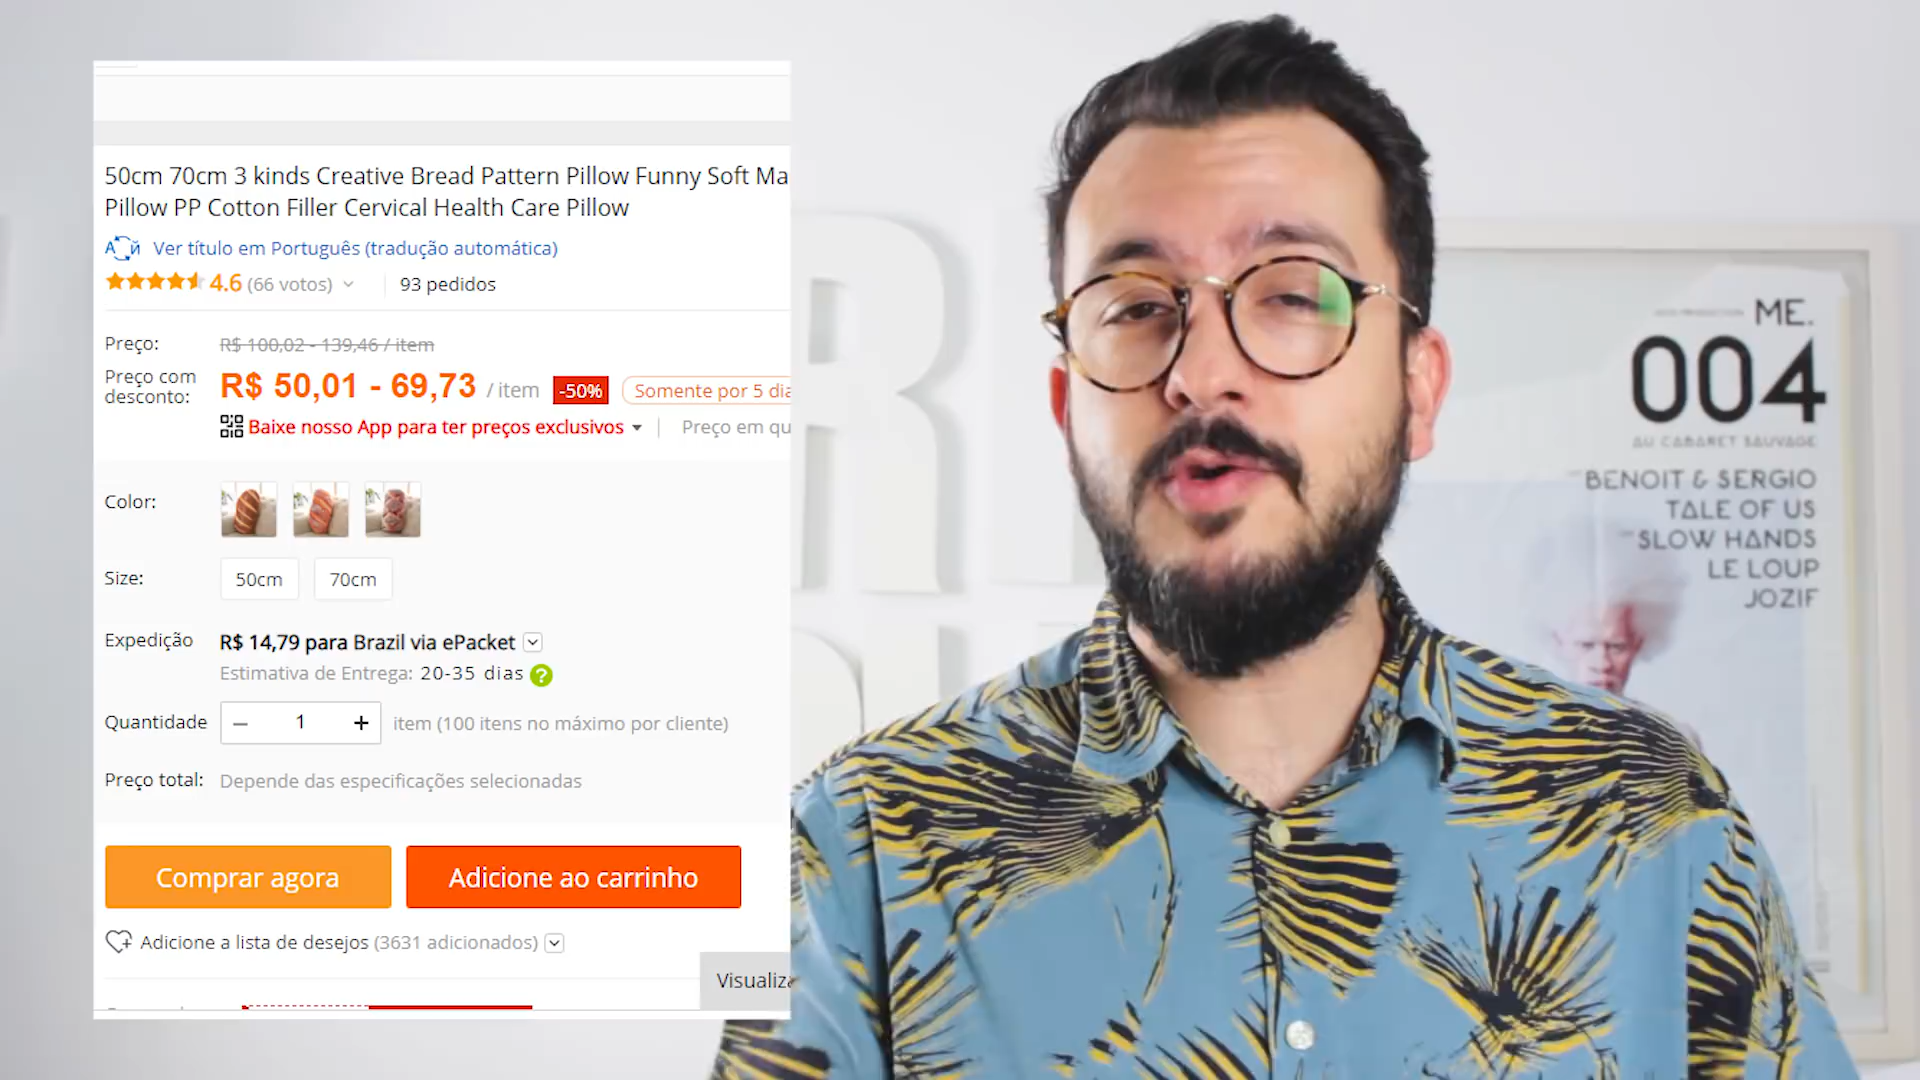 50cm 70cm 3 kinds Creative Bread Pattern Pillow Funny Soft Ma
Pillow PP Cotton Filler Cervical Health Care Pillow
Ver título em Português (tradução automática)
4.6 (66 votos) 93 pedidos
Preço: R$ 100,02 - 139,46 / item
Preço com desconto: R$ 50,01 - 69,73 / item -50% Somente por 5 dia
Baixe nosso App para ter preços exclusivos Preço em qu
Color:
Size: 50cm 70cm
Expedição R$ 14,79 para Brazil via ePacket
Estimativa de Entrega: 20-35 dias ?
Quantidade − 1 + item (100 itens no máximo por cliente)
Preço total: Depende das especificações selecionadas
Comprar agora Adicione ao carrinho
Adicione a lista de desejos (3631 adicionados)
Visualiza
ME.
004
AU CABARET SAUVAGE
BENOIT & SERGIO
TALE OF US
SLOW HANDS
LE LOUP
JOZIF